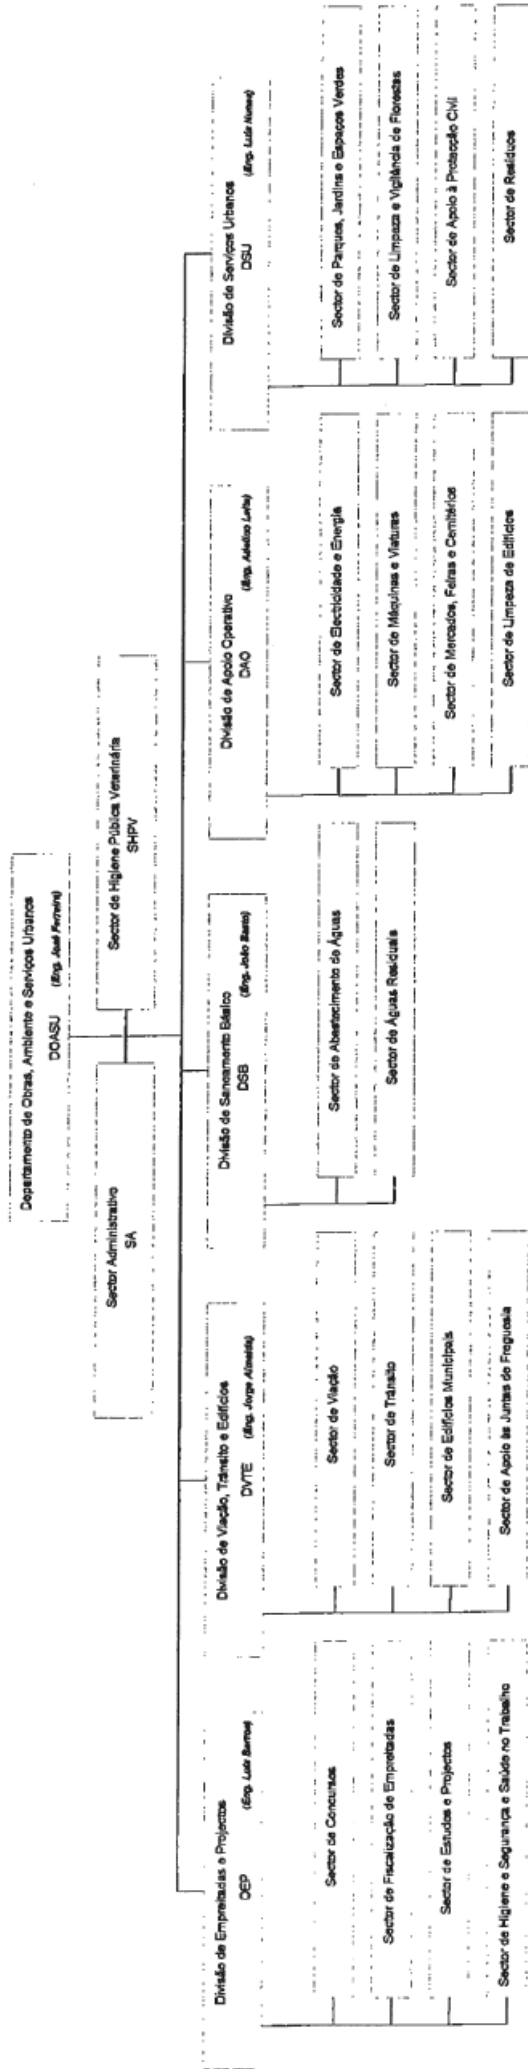 Departamento de Obras, Ambiente e Serviços Urbanos
DOASU (Eng. José Ferreira)
Sector Administrativo
SA
Sector de Higiene Pública Veterinária
SHPV
Divisão de Empreitadas e Projectos
DEP (Eng. Luís Barros)
Sector de Concursos
Sector de Fiscalização de Empreitadas
Sector de Estudos e Projectos
Sector de Higiene e Segurança e Saúde no Trabalho
Divisão de Viação, Trânsito e Edifícios
DVTE (Eng. Jorge Almeida)
Sector de Viação
Sector de Trânsito
Sector de Edifícios Municipais
Sector de Apoio às Juntas de Freguesia
Divisão de Saneamento Básico
DSB (Eng. João Basto)
Sector de Abastecimento de Águas
Sector de Águas Residuais
Divisão de Apoio Operativo
DAO (Eng. Adelino Leite)
Sector de Electricidade e Energia
Sector de Máquinas e Viaturas
Sector de Mercados, Feiras e Cemitérios
Sector de Limpeza de Edifícios
Divisão de Serviços Urbanos
DSU (Eng. Luís Nunes)
Sector de Parques, Jardins e Espaços Verdes
Sector de Limpeza e Vigilância de Florestas
Sector de Apoio à Protecção Civil
Sector de Resíduos